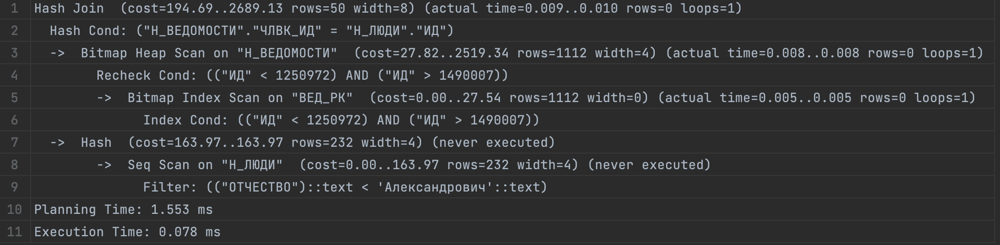 1 Hash Join  (cost=194.69..2689.13 rows=50 width=8) (actual time=0.009..0.010 rows=0 loops=1)
2   Hash Cond: ("Н_ВЕДОМОСТИ"."ЧЛВК_ИД" = "Н_ЛЮДИ"."ИД")
3   ->  Bitmap Heap Scan on "Н_ВЕДОМОСТИ"  (cost=27.82..2519.34 rows=1112 width=4) (actual time=0.008..0.008 rows=0 loops=1)
4         Recheck Cond: (("ИД" < 1250972) AND ("ИД" > 1490007))
5         ->  Bitmap Index Scan on "ВЕД_РК"  (cost=0.00..27.54 rows=1112 width=0) (actual time=0.005..0.005 rows=0 loops=1)
6               Index Cond: (("ИД" < 1250972) AND ("ИД" > 1490007))
7   ->  Hash  (cost=163.97..163.97 rows=232 width=4) (never executed)
8         ->  Seq Scan on "Н_ЛЮДИ"  (cost=0.00..163.97 rows=232 width=4) (never executed)
9               Filter: (("ОТЧЕСТВО")::text < 'Александрович'::text)
10 Planning Time: 1.553 ms
11 Execution Time: 0.078 ms